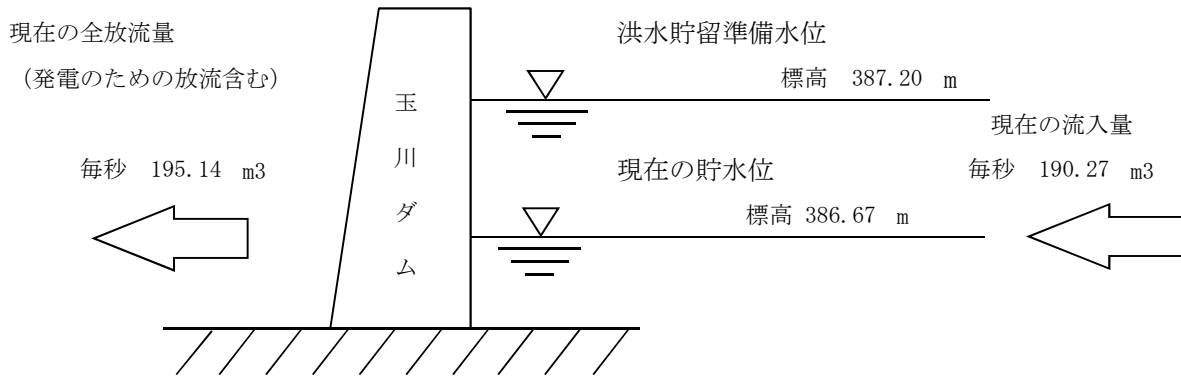 現在の全放流量
（発電のための放流含む）
毎秒 195.14 m3
玉川ダム
洪水貯留準備水位
標高 387.20 m
現在の貯水位
標高 386.67 m
現在の流入量
毎秒 190.27 m3